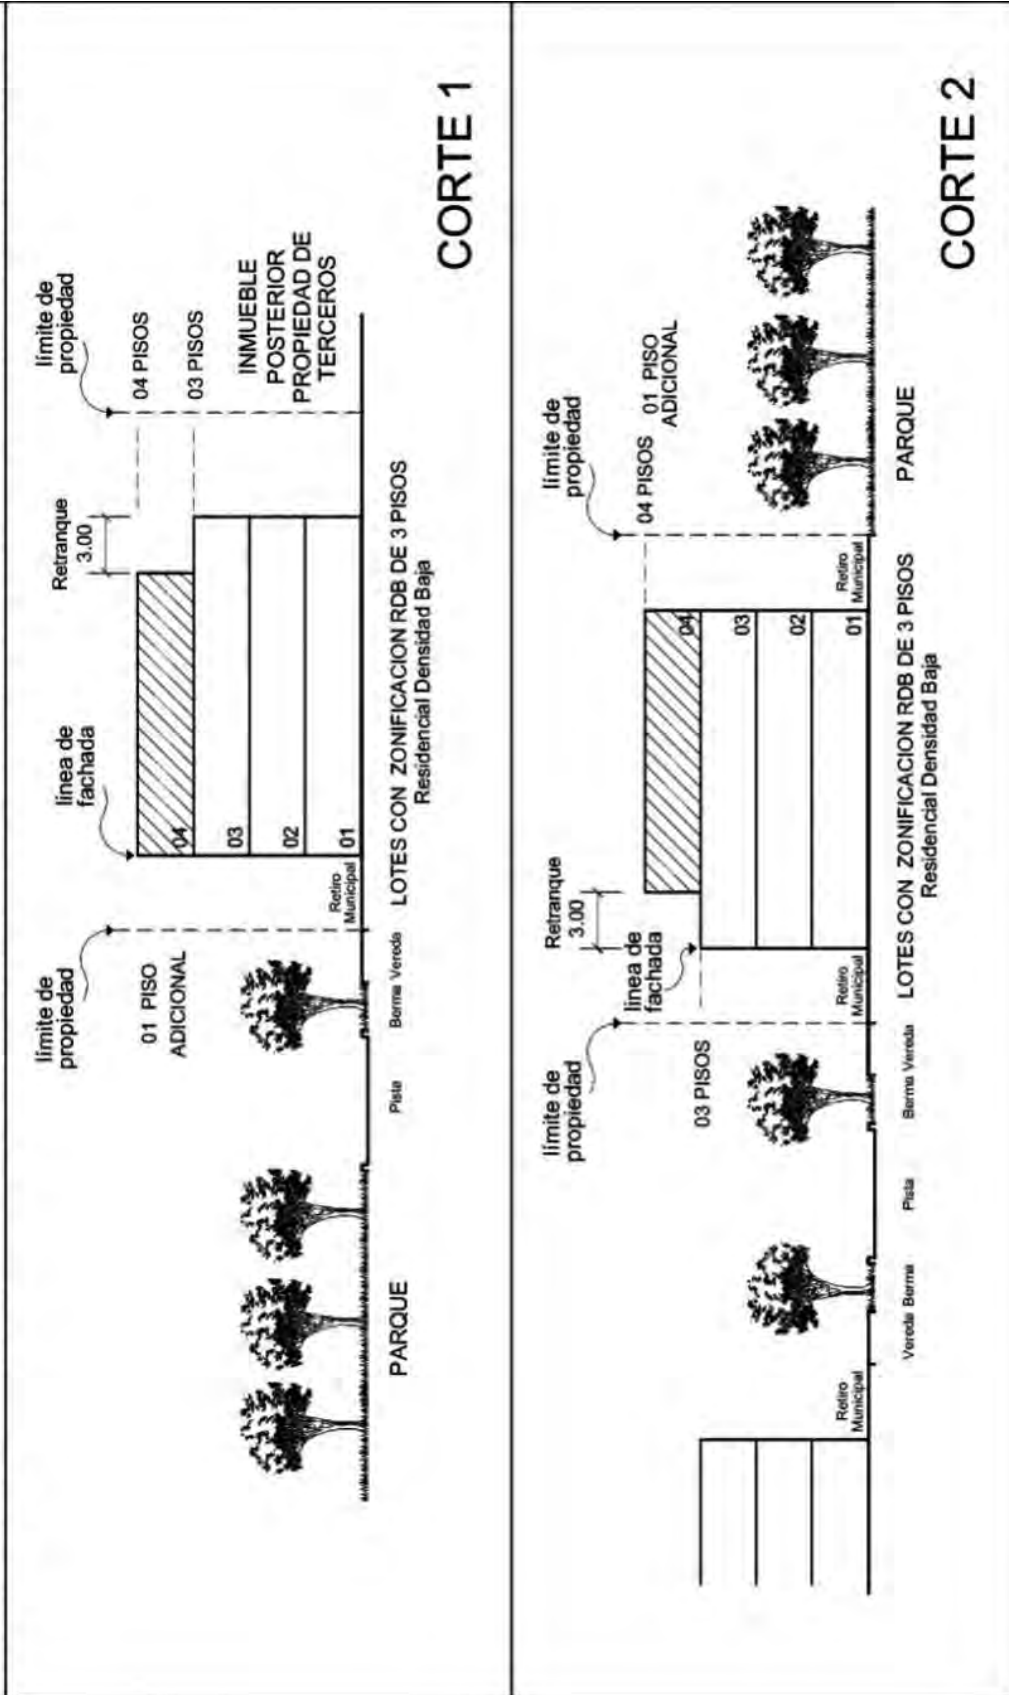 límite de
propiedad
01 PISO
ADICIONAL
línea de
fachada
Retranque
3.00
límite de
propiedad
04 PISOS
03 PISOS
INMUEBLE
POSTERIOR
PROPIEDAD DE
TERCEROS
04
03
02
01
Retiro
Municipal
PARQUE
Pista
Berma Vereda
LOTES CON ZONIFICACION RDB DE 3 PISOS
Residencial Densidad Baja
CORTE 1
límite de
propiedad
03 PISOS
línea de
fachada
Retranque
3.00
límite de
propiedad
04 PISOS
01 PISO
ADICIONAL
04
03
02
01
Retiro
Municipal
Retiro
Municipal
Retiro
Municipal
Vereda Berma
Pista
Berma Vereda
LOTES CON ZONIFICACION RDB DE 3 PISOS
Residencial Densidad Baja
PARQUE
CORTE 2